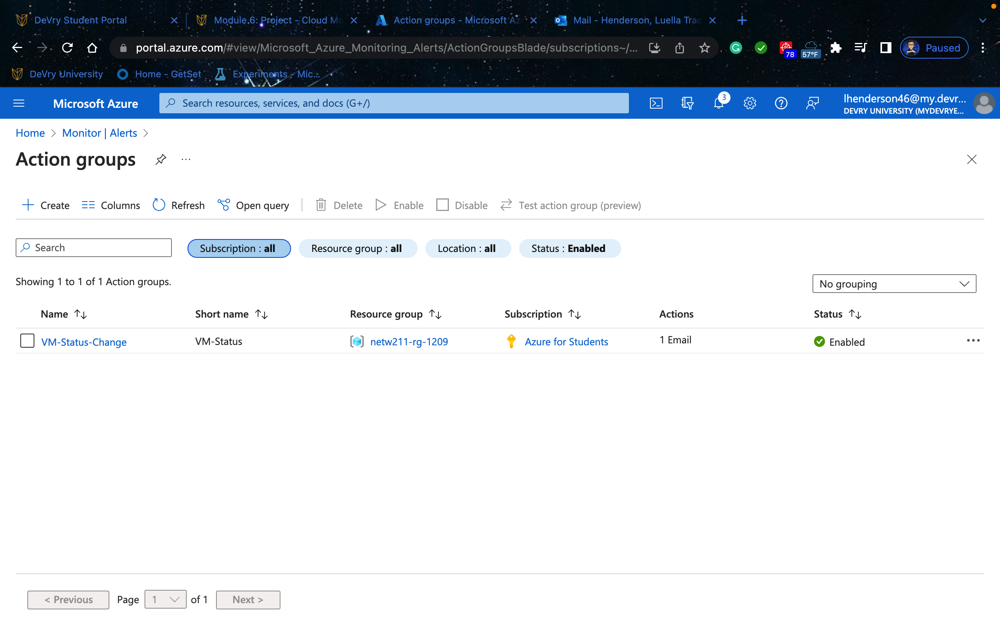 DeVry Student Portal
Module 6: Project - Cloud Mo
Action groups - Microsoft Az
Mail - Henderson, Luella Trac
portal.azure.com/#view/Microsoft_Azure_Monitoring_Alerts/ActionGroupsBlade/subscriptions~/...
78
57°F
Paused
DeVry University
Home - GetSet
Experiments - Mic...
Microsoft Azure
Search resources, services, and docs (G+/)
3
lhenderson46@my.devr...
DEVRY UNIVERSITY (MYDEVRYE...
Home > Monitor | Alerts >
Action groups
...
Create
Columns
Refresh
Open query
Delete
Enable
Disable
Test action group (preview)
Search
Subscription : all
Resource group : all
Location : all
Status : Enabled
Showing 1 to 1 of 1 Action groups.
No grouping
Name ↑↓ Short name ↑↓ Resource group ↑↓ Subscription ↑↓ Actions Status ↑↓
VM-Status-Change VM-Status netw211-rg-1209 Azure for Students 1 Email Enabled ...
< Previous Page 1 of 1 Next >